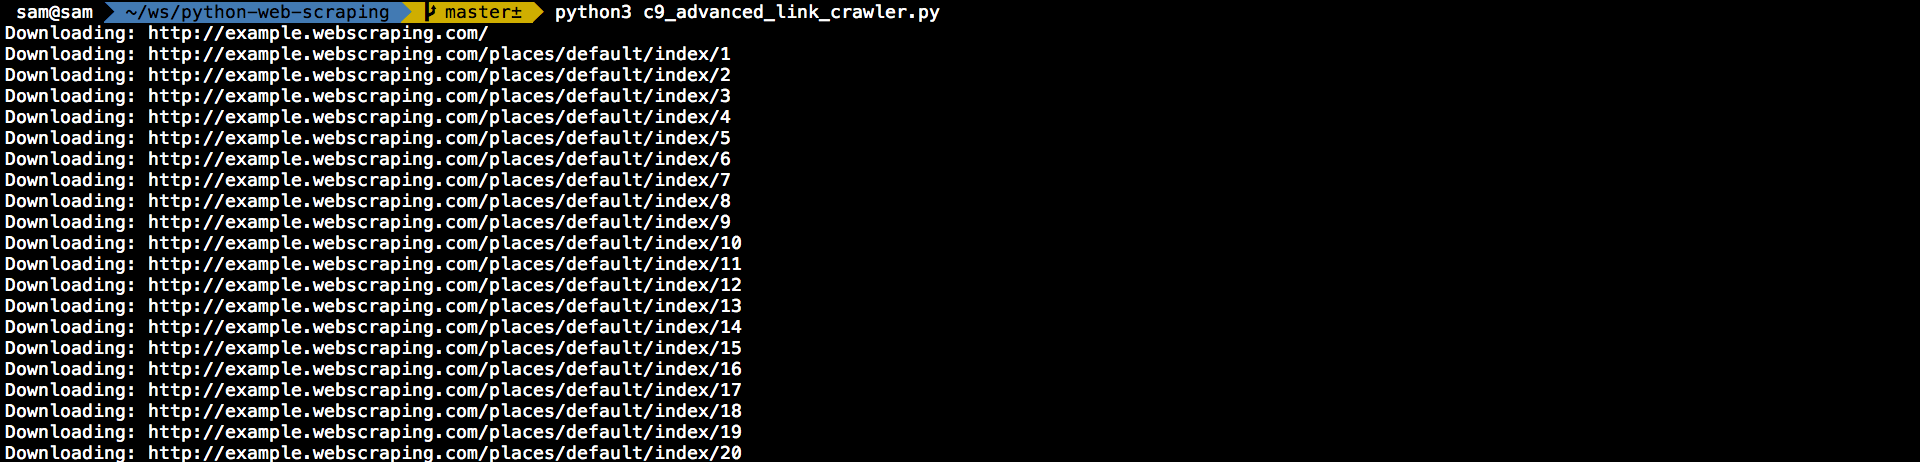 sam@sam ~/ws/python-web-scraping master± python3 c9_advanced_link_crawler.py
Downloading: http://example.webscraping.com/
Downloading: http://example.webscraping.com/places/default/index/1
Downloading: http://example.webscraping.com/places/default/index/2
Downloading: http://example.webscraping.com/places/default/index/3
Downloading: http://example.webscraping.com/places/default/index/4
Downloading: http://example.webscraping.com/places/default/index/5
Downloading: http://example.webscraping.com/places/default/index/6
Downloading: http://example.webscraping.com/places/default/index/7
Downloading: http://example.webscraping.com/places/default/index/8
Downloading: http://example.webscraping.com/places/default/index/9
Downloading: http://example.webscraping.com/places/default/index/10
Downloading: http://example.webscraping.com/places/default/index/11
Downloading: http://example.webscraping.com/places/default/index/12
Downloading: http://example.webscraping.com/places/default/index/13
Downloading: http://example.webscraping.com/places/default/index/14
Downloading: http://example.webscraping.com/places/default/index/15
Downloading: http://example.webscraping.com/places/default/index/16
Downloading: http://example.webscraping.com/places/default/index/17
Downloading: http://example.webscraping.com/places/default/index/18
Downloading: http://example.webscraping.com/places/default/index/19
Downloading: http://example.webscraping.com/places/default/index/20